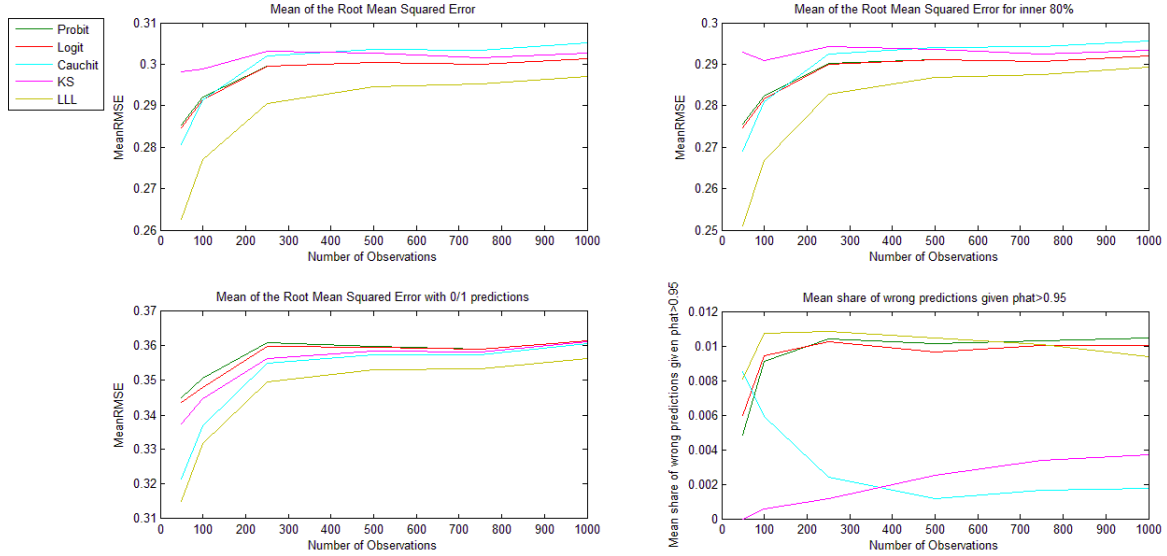 Probit
Logit
Cauchit
KS
LLL
Mean of the Root Mean Squared Error
0.31
0.3
0.29
0.28
0.27
0.26
MeanRMSE
0 100 200 300 400 500 600 700 800 900 1000
Number of Observations
Mean of the Root Mean Squared Error for inner 80%
0.3
0.29
0.28
0.27
0.26
0.25
MeanRMSE
0 100 200 300 400 500 600 700 800 900 1000
Number of Observations
Mean of the Root Mean Squared Error with 0/1 predictions
0.37
0.36
0.35
0.34
0.33
0.32
0.31
MeanRMSE
0 100 200 300 400 500 600 700 800 900 1000
Number of Observations
Mean share of wrong predictions given phat>0.95
0.012
0.010
0.008
0.006
0.004
0.002
0
Mean share of wrong predictions given phat>0.95
0 100 200 300 400 500 600 700 800 900 1000
Number of Observations